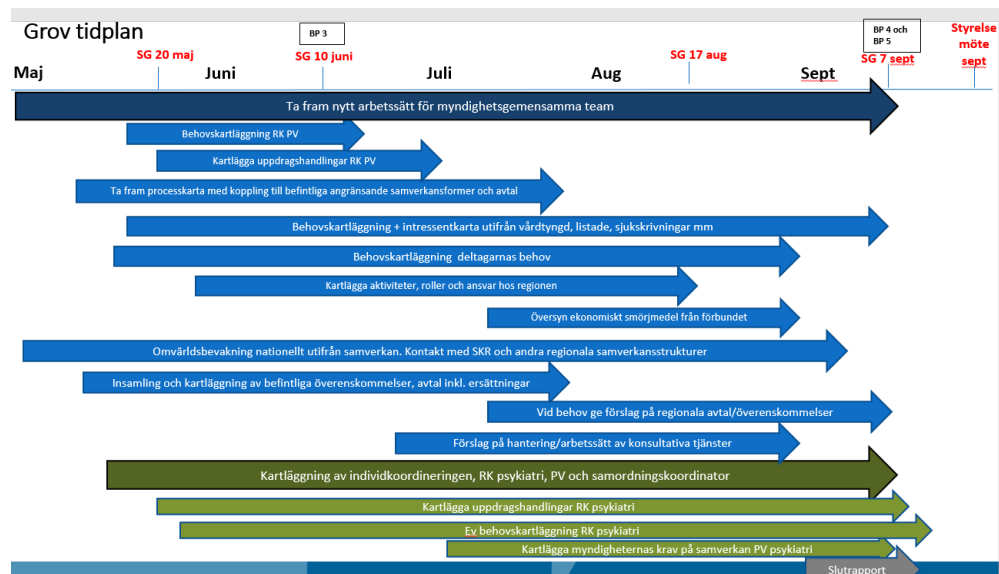 Grov tidplan
BP 3
BP 4 och
BP 5
Styrelse
möte
sept
SG 20 maj
SG 10 juni
SG 17 aug
SG 7 sept
Maj
Juni
Juli
Aug
Sept
Ta fram nytt arbetssätt för myndighetsgemensamma team
Behovskartläggning RK PV
Kartlägga uppdragshandlingar RK PV
Ta fram processkarta med koppling till befintliga angränsande samverkansformer och avtal
Behovskartläggning + intressentkarta utifrån vårdtyngd, listade, sjukskrivningar mm
Behovskartläggning deltagarnas behov
Kartlägga aktiviteter, roller och ansvar hos regionen
Översyn ekonomiskt smörjmedel från förbundet
Omvärldsbevakning nationellt utifrån samverkan. Kontakt med SKR och andra regionala samverkansstrukturer
Insamling och kartläggning av befintliga överenskommelser, avtal inkl. ersättningar
Vid behov ge förslag på regionala avtal/överenskommelser
Förslag på hantering/arbetssätt av konsultativa tjänster
Kartläggning av individkoordineringen, RK psykiatri, PV och samordningskoordinator
Kartlägga uppdragshandlingar RK psykiatri
Ev behovskartläggning RK psykiatri
Kartlägga myndigheternas krav på samverkan PV psykiatri
Slutrapport